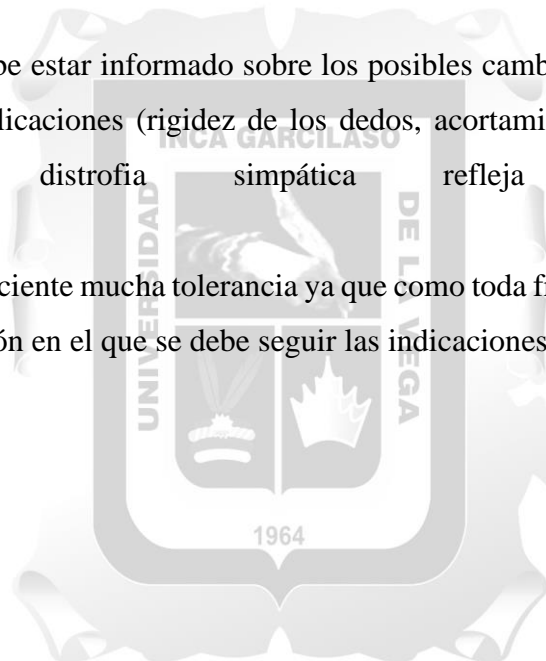 be estar informado sobre los posibles camb
licaciones (rigidez de los dedos, acortami
INCA GARCILASO
distrofia simpática refleja
UNIVERSIDAD
DE LA VEGA
ciente mucha tolerancia ya que como toda fr
ón en el que se debe seguir las indicaciones
1964